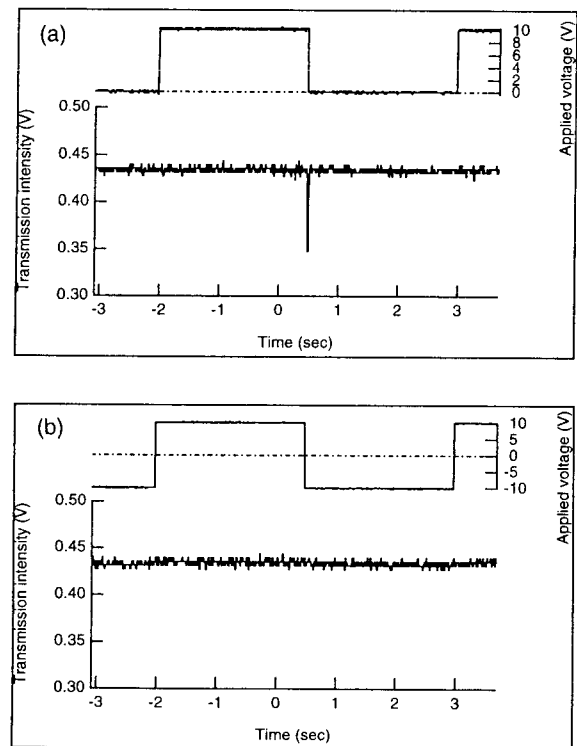 (a)
10
8
6
4
2
0
Applied voltage (V)
0.50
0.45
0.40
0.35
0.30
Transmission intensity (V)
-3 -2 -1 0 1 2 3
Time (sec)
(b)
10
5
0
-5
-10
Applied voltage (V)
0.50
0.45
0.40
0.35
0.30
Transmission intensity (V)
-3 -2 -1 0 1 2 3
Time (sec)